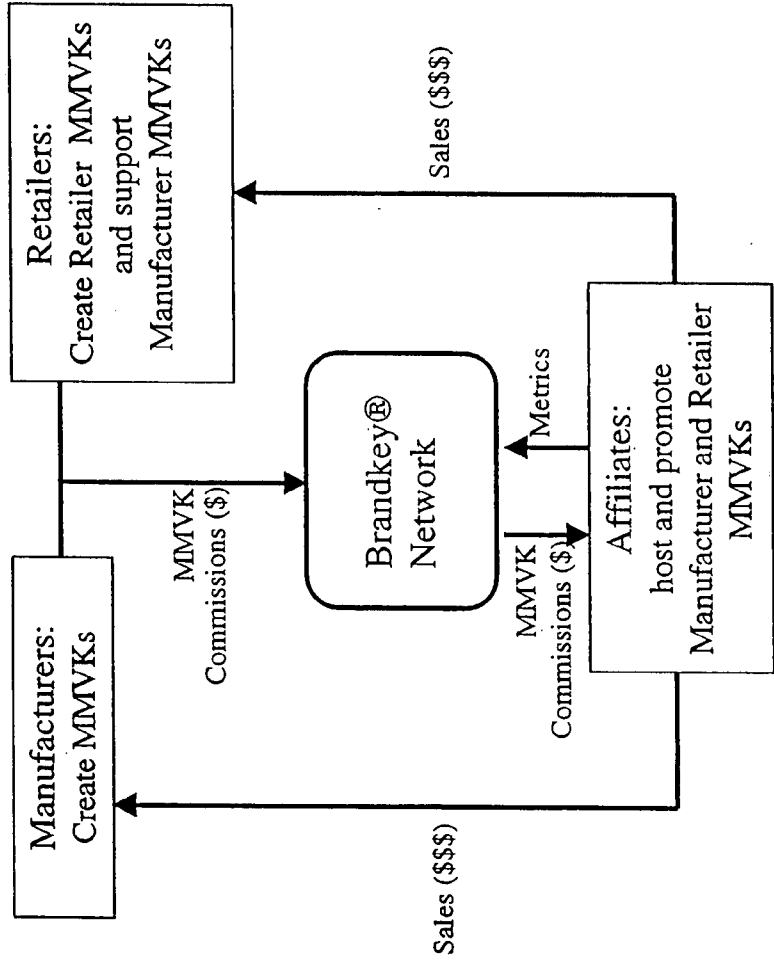 Manufacturers:
Create MMVKs
Retailers:
Create Retailer MMVKs
and support
Manufacturer MMVKs
MMVK
Commissions ($)
Sales ($$$)
Brandkey®
Network
Sales ($$$)
MMVK
Commissions ($)
Metrics
Affiliates:
host and promote
Manufacturer and Retailer
MMVKs